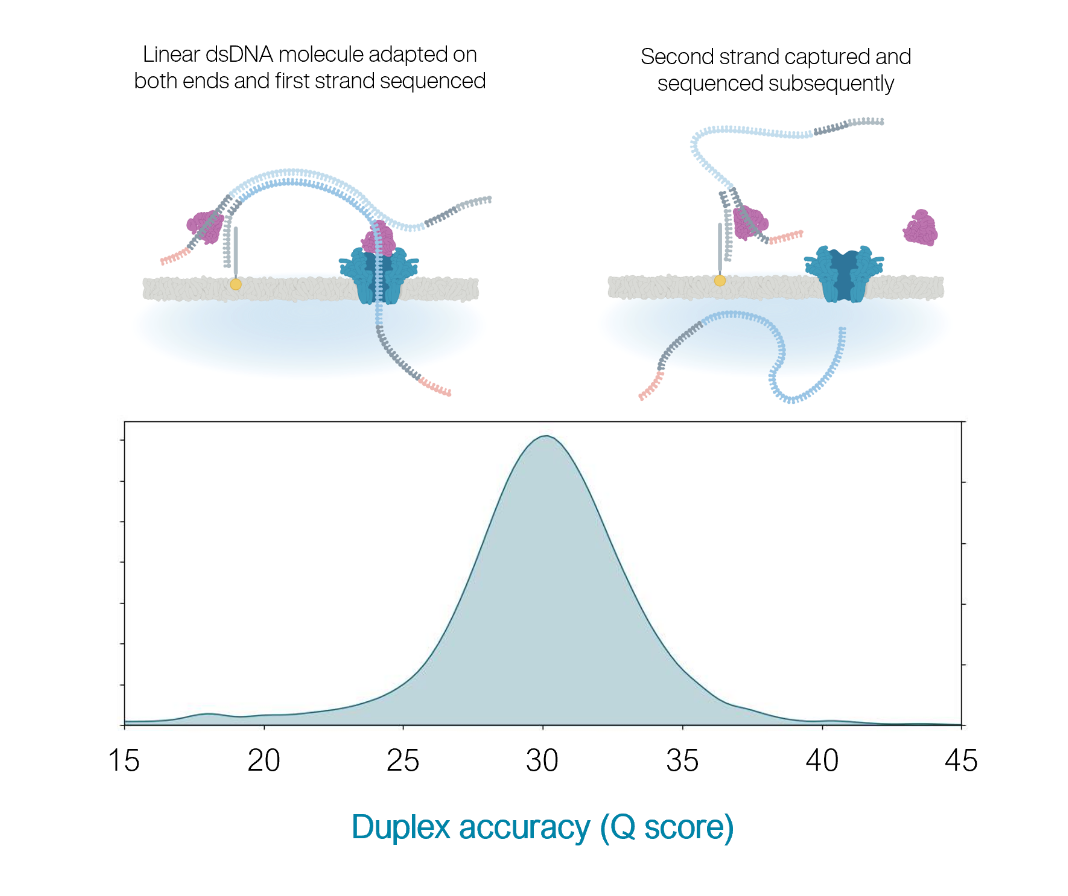 Linear dsDNA molecule adapted on
both ends and first strand sequenced
Second strand captured and
sequenced subsequently
15 20 25 30 35 40 45
Duplex accuracy (Q score)